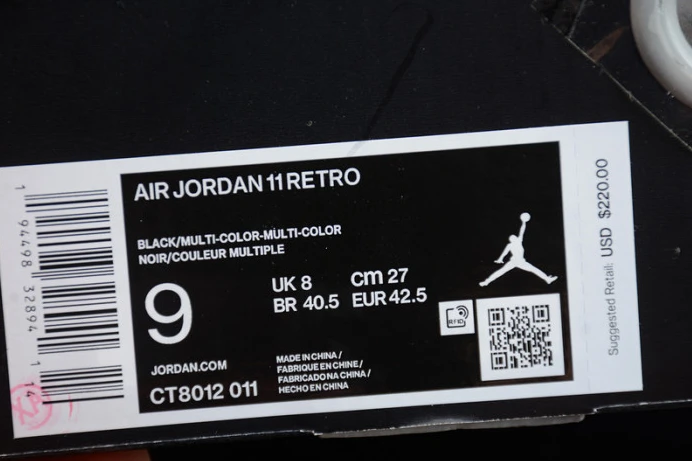 AIR JORDAN 11 RETRO
BLACK/MULTI-COLOR-MULTI-COLOR
NOIR/COULEUR MULTIPLE
9
UK 8 cm 27
BR 40.5 EUR 42.5
RFID
JORDAN.COM
CT8012 011
MADE IN CHINA /
FABRIQUE EN CHINE /
FABRICADO NA CHINA /
HECHO EN CHINA
Suggested Retail: USD $220.00
1 94498 32894 1